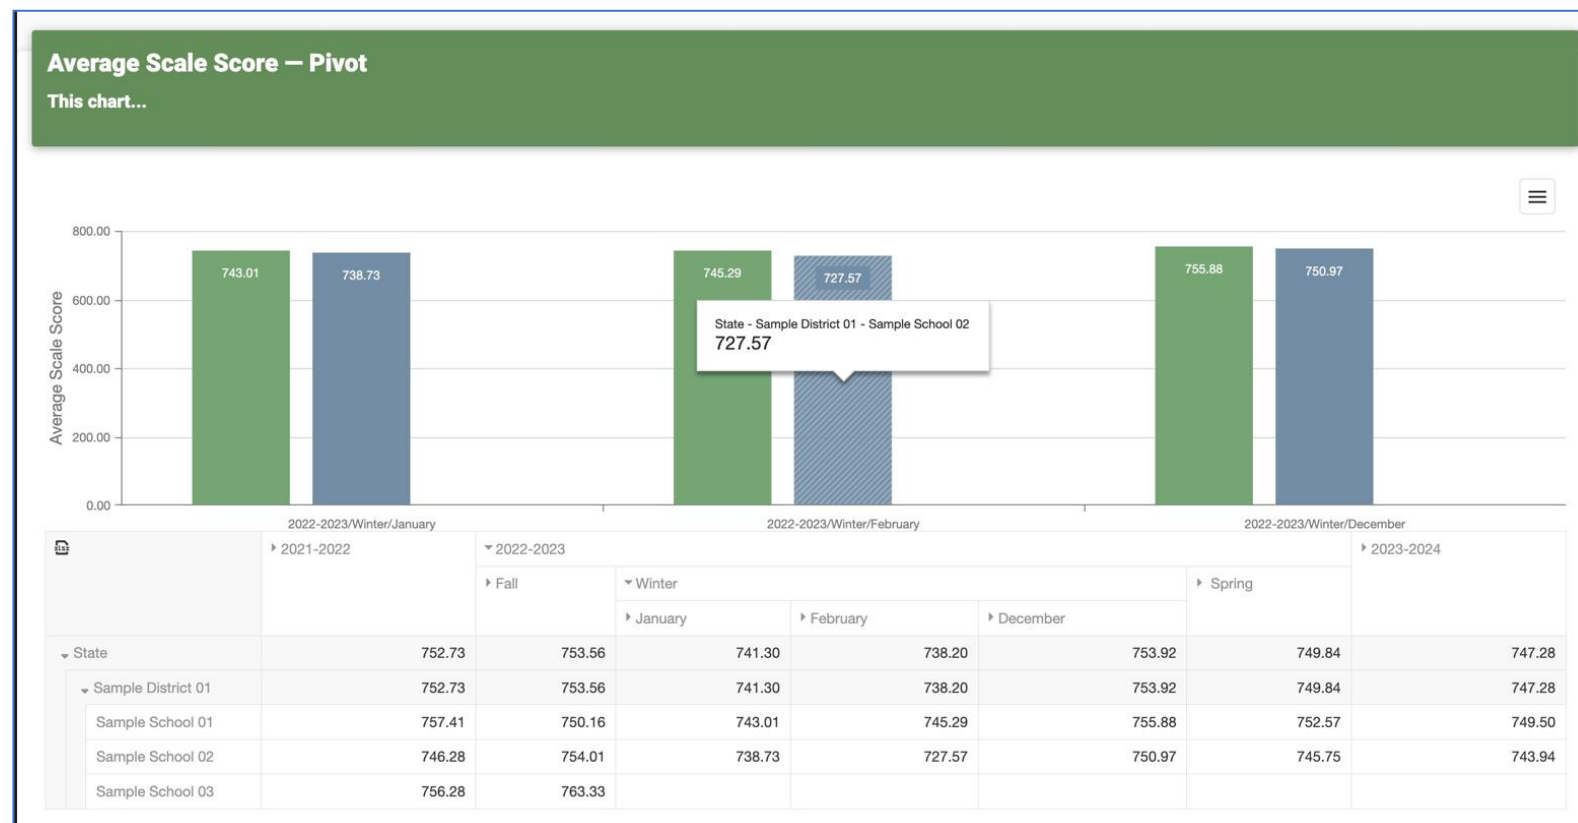 Average Scale Score — Pivot
This chart...
800.00
600.00
400.00
200.00
0.00
Average Scale Score
743.01
738.73
745.29
727.57
755.88
750.97
State - Sample District 01 - Sample School 02
727.57
2022-2023/Winter/January
2022-2023/Winter/February
2022-2023/Winter/December
XLSX
2021-2022 2022-2023 2023-2024
Fall Winter Spring
January February December
State 752.73 753.56 741.30 738.20 753.92 749.84 747.28
Sample District 01 752.73 753.56 741.30 738.20 753.92 749.84 747.28
Sample School 01 757.41 750.16 743.01 745.29 755.88 752.57 749.50
Sample School 02 746.28 754.01 738.73 727.57 750.97 745.75 743.94
Sample School 03 756.28 763.33